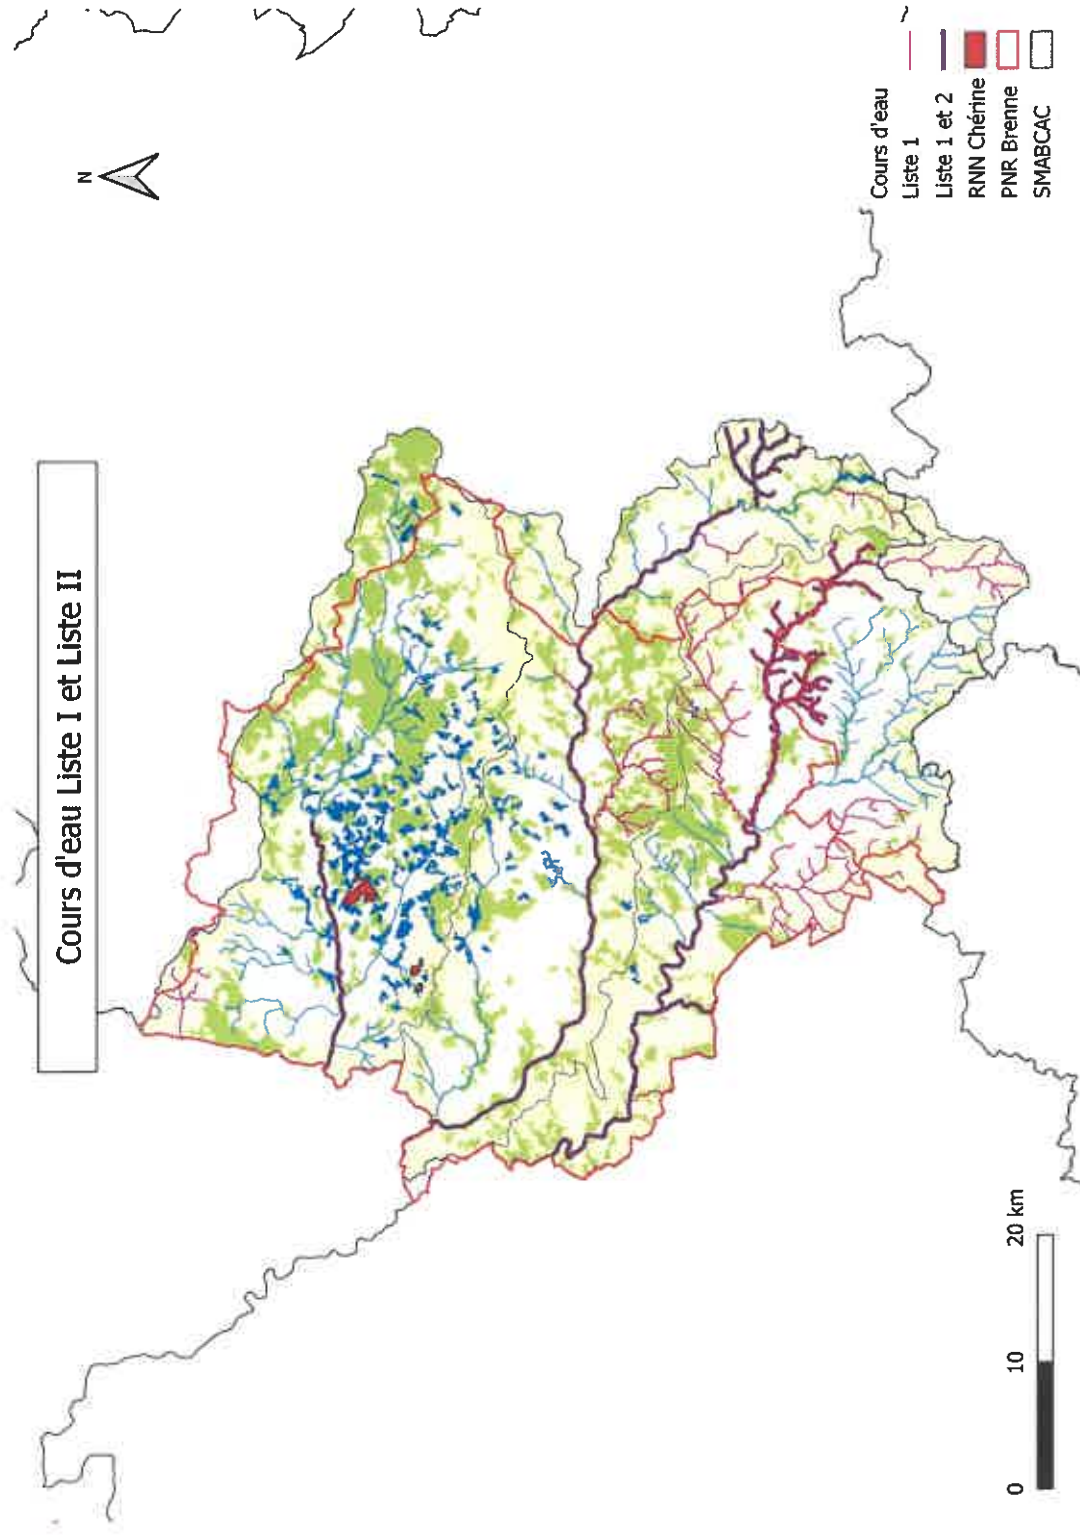 Cours d'eau Liste I et Liste II
N
Cours d'eau
Liste 1
Liste 1 et 2
RNN Chérine
PNR Brenne
SMABCAC
0 10 20 km